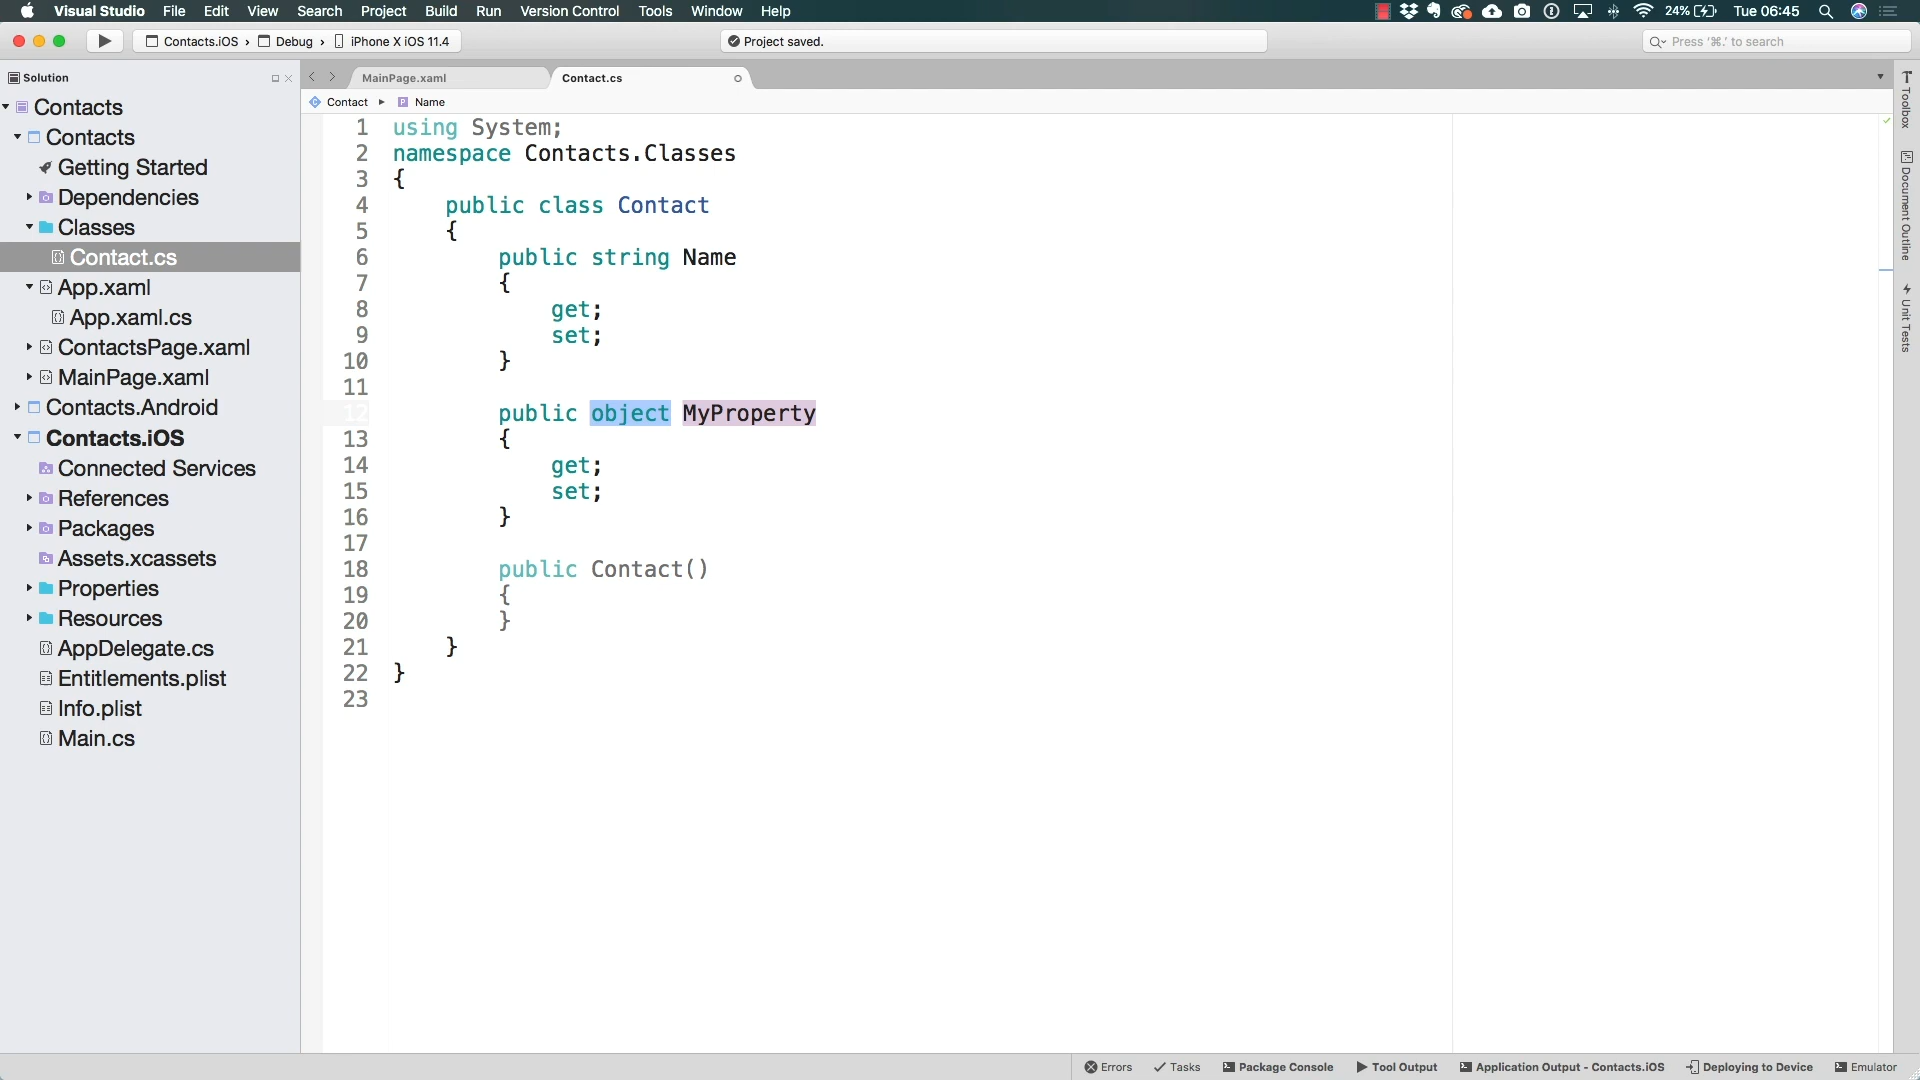 Visual Studio File Edit View Search Project Build Run Version Control Tools Window Help 24% Tue 06:45
Contacts.iOS › Debug › iPhone X iOS 11.4
Project saved.
Press '⌘.' to search
Solution
Contacts
Contacts
Getting Started
Dependencies
Classes
Contact.cs
App.xaml
App.xaml.cs
ContactsPage.xaml
MainPage.xaml
Contacts.Android
Contacts.iOS
Connected Services
References
Packages
Assets.xcassets
Properties
Resources
AppDelegate.cs
Entitlements.plist
Info.plist
Main.cs
MainPage.xaml Contact.cs
Contact ▸ Name
1 using System;
2 namespace Contacts.Classes
3 {
4 public class Contact
5 {
6 public string Name
7 {
8 get;
9 set;
10 }
11
12 public object MyProperty
13 {
14 get;
15 set;
16 }
17
18 public Contact()
19 {
20 }
21 }
22 }
23
Toolbox
Document Outline
Unit Tests
Errors Tasks Package Console Tool Output Application Output - Contacts.iOS Deploying to Device Emulator